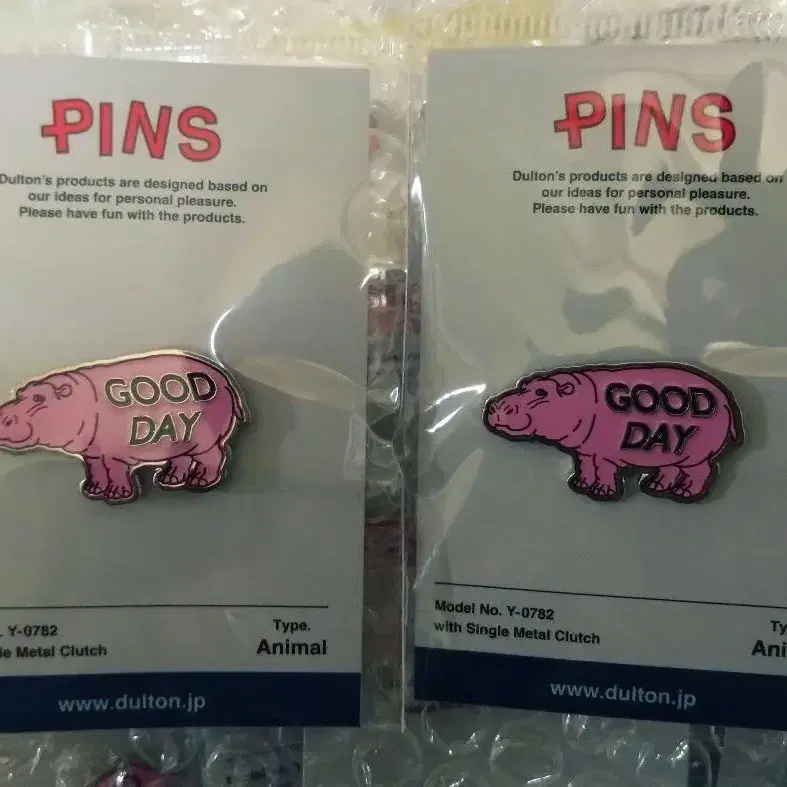 PINS
Dulton's products are designed based on
our ideas for personal pleasure.
Please have fun with the products.
GOOD
DAY
. Y-0782
le Metal Clutch
Type.
Animal
www.dulton.jp
PINS
Dulton's products are designed based on
our ideas for personal pleasure.
Please have fun with the products.
GOOD
DAY
Model No. Y-0782
with Single Metal Clutch
Ty
Ani
www.dulton.jp